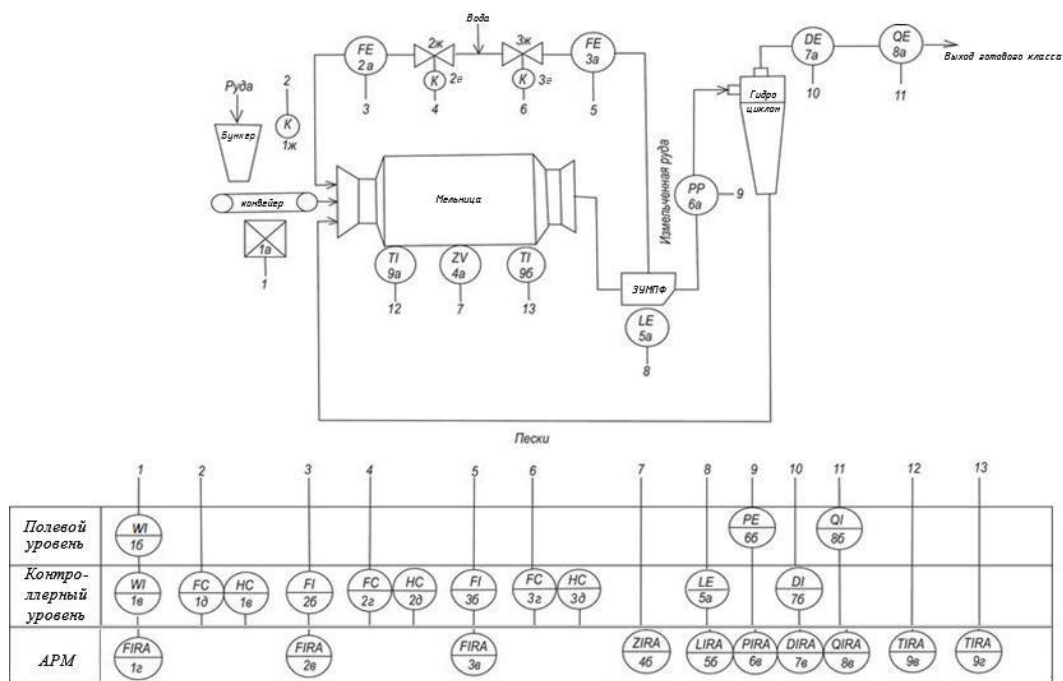 Вода
FE
2а
2ж
К
2е
3ж
К
3е
FE
3а
DE
7а
QE
8а
Выход готового класса
3
4
6
5
10
11
Руда
2
К
1ж
Бункер
конвейер
1а
1
Мельница
TI
9а
ZV
4а
TI
9б
12
7
13
Измельченная руда
Гидро
циклон
PP
6а
9
ЗУМПФ
LE
5а
8
Пески
1 2 3 4 5 6 7 8 9 10 11 12 13
Полевой
уровень
WI
1б
PE
6б
QI
8б
Контро-
ллерный
уровень
WI
1в
FC
1д
HC
1в
FI
2б
FC
2г
HC
2д
FI
3б
FC
3г
HC
3д
LE
5а
DI
7б
АРМ
FIRA
1г
FIRA
2в
FIRA
3в
ZIRA
4б
LIRA
5б
PIRA
6в
DIRA
7в
QIRA
8в
TIRA
9в
TIRA
9г